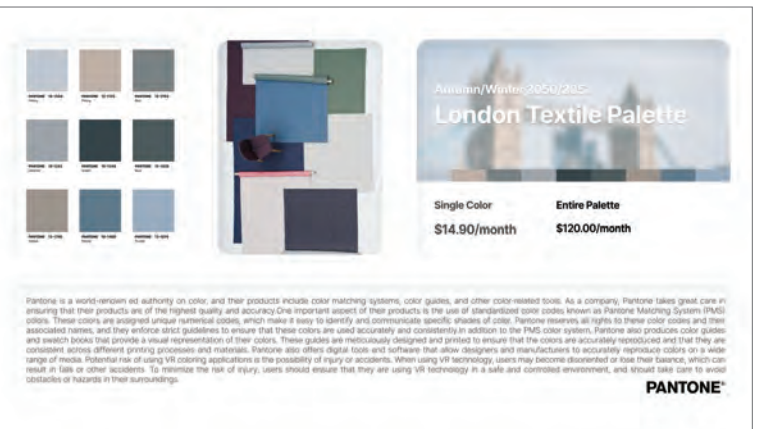 PANTONE
PANTONE
PANTONE
PANTONE
PANTONE
PANTONE
PANTONE
PANTONE
PANTONE
Autumn/Winter 2050/
London Textile Palette
Single Color
Entire Palette
$14.90/month
$120.00/month
Pantone is a world-renown ed authority on color, and their products include color matching systems, color guides, and other color-related tools. As a company, Pantone takes great care in
ensuring that their products are of the highest quality and accuracy.One important aspect of their products is the use of standardized color codes known as Pantone Matching System (PMS)
colors. These colors are assigned unique numerical codes, which make it easy to identify and communicate specific shades of color. Pantone reserves all rights to these color codes and their
associated names, and they enforce strict guidelines to ensure that these colors are used accurately and consistently.In addition to the PMS color system, Pantone also produces color guides
and swatch books that provide a visual representation of their colors. These guides are meticulously designed and printed to ensure that the colors are accurately reproduced and that they are
consistent across different printing processes and materials. Pantone also offers digital tools and software that allow designers and manufacturers to accurately reproduce colors on a wide
range of media. Potential risk of using VR coloring applications is the possibility of injury or accidents. When using VR technology, users may become disoriented or lose their balance, which can
result in falls or other accidents. To minimize the risk of injury, users should ensure that they are using VR technology in a safe and controlled environment, and should take care to avoid
obstacles or hazards in their surroundings.
PANTONE®